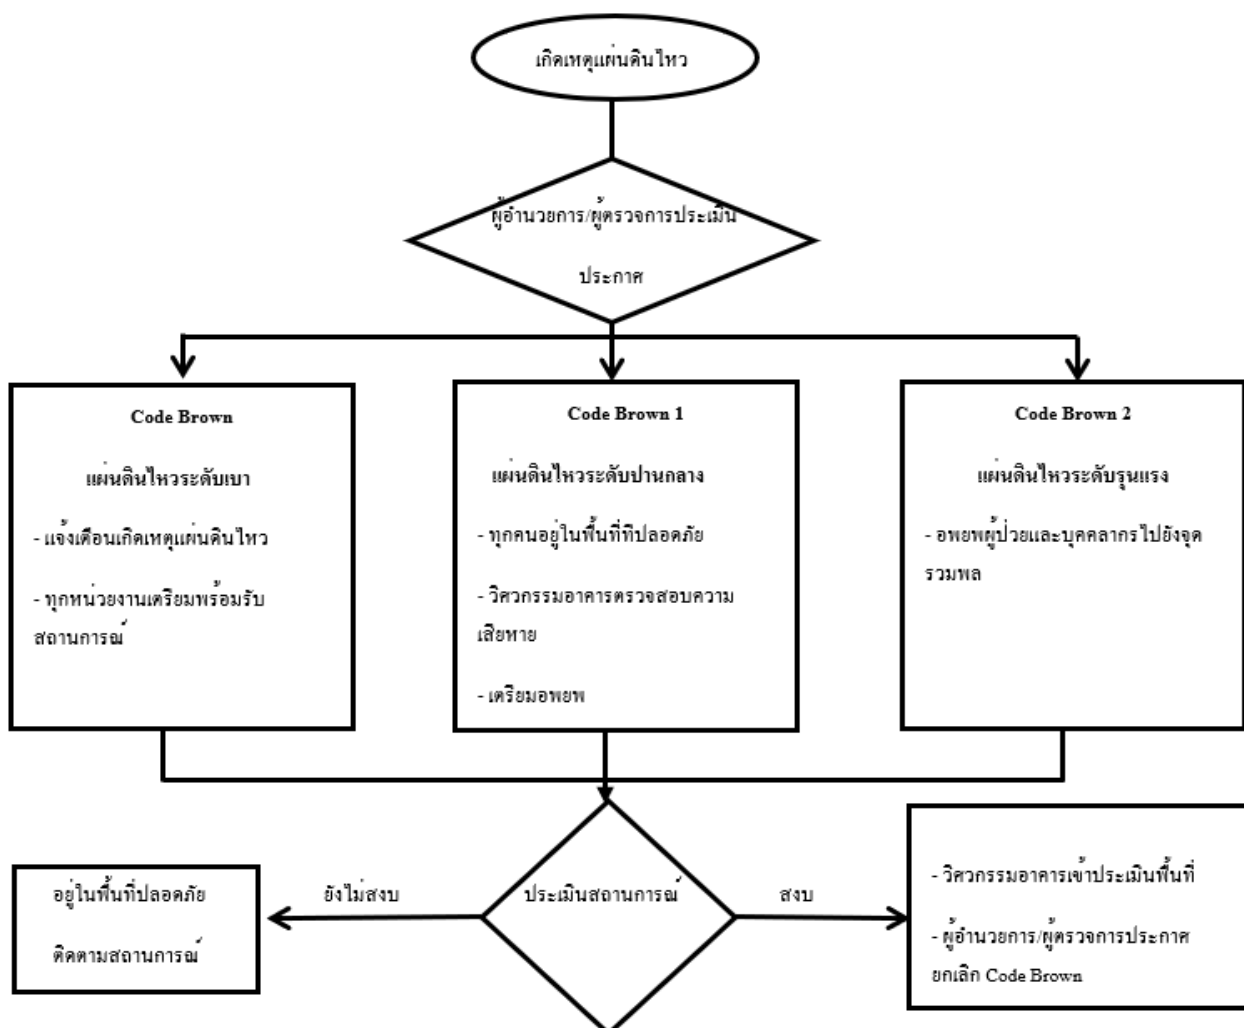 เกิดเหตุแผ่นดินไหว
ผู้อำนวยการ/ผู้ตรวจการประเมิน
ประกาศ
Code Brown
แผ่นดินไหวระดับเบา
- แจ้งเตือนเกิดเหตุแผ่นดินไหว
- ทุกหน่วยงานเตรียมพร้อมรับ
สถานการณ์
Code Brown 1
แผ่นดินไหวระดับปานกลาง
- ทุกคนอยู่ในพื้นที่ที่ปลอดภัย
- วิศวกรรมอาคารตรวจสอบความ
เสียหาย
- เตรียมอพยพ
Code Brown 2
แผ่นดินไหวระดับรุนแรง
- อพยพผู้ป่วยและบุคคลากรไปยังจุด
รวมพล
อยู่ในพื้นที่ปลอดภัย
ติดตามสถานการณ์
ยังไม่สงบ
ประเมินสถานการณ์
สงบ
- วิศวกรรมอาคารเข้าประเมินพื้นที่
- ผู้อำนวยการ/ผู้ตรวจการประกาศ
ยกเลิก Code Brown